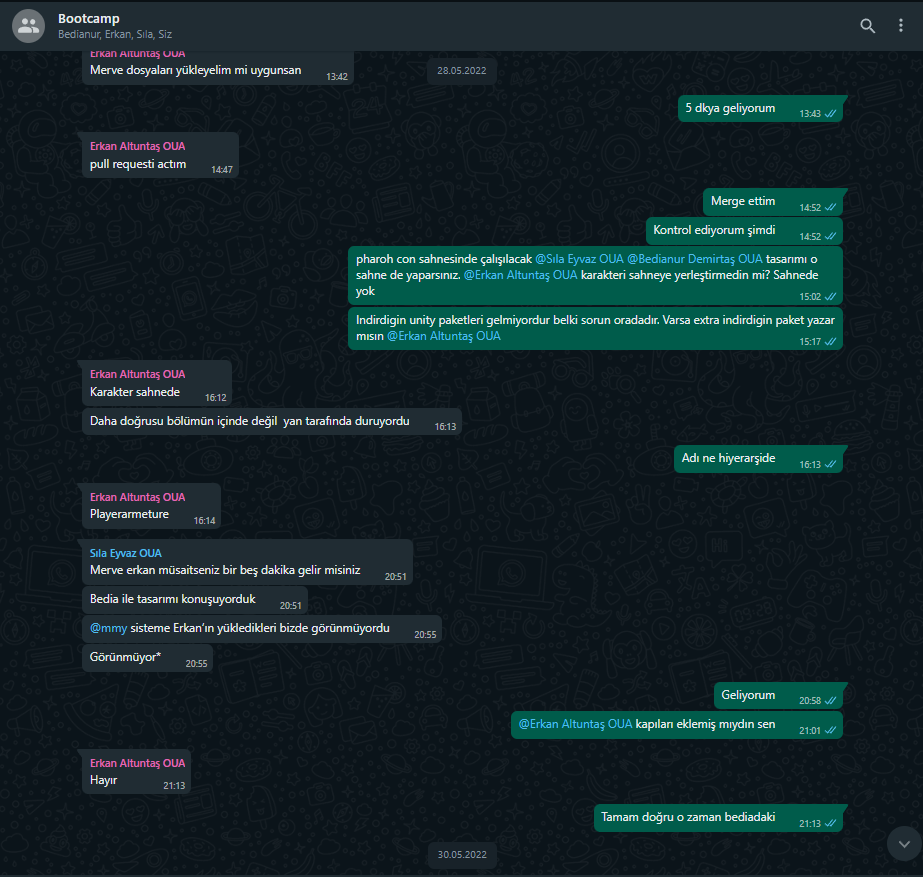 Bootcamp
Bedianur, Erkan, Sıla, Siz
Erkan Altuntaş OUA
Merve dosyaları yükleyelim mi uygunsan
13:42
28.05.2022
5 dkya geliyorum
13:43
Erkan Altuntaş OUA
pull requesti actım
14:47
Merge ettim
14:52
Kontrol ediyorum şimdi
14:52
pharoh con sahnesinde çalışılacak @Sıla Eyvaz OUA @Bedianur Demirtaş OUA tasarımı o
sahne de yaparsınız. @Erkan Altuntaş OUA karakteri sahneye yerleştirmedin mi? Sahnede
yok
15:02
Indirdigin unity paketleri gelmiyordur belki sorun oradadır. Varsa extra indirdigin paket yazar
mısın @Erkan Altuntaş OUA
15:17
Erkan Altuntaş OUA
Karakter sahnede
16:12
Daha doğrusu bölümün içinde değil yan tarafında duruyordu
16:13
Adı ne hiyerarşide
16:13
Erkan Altuntaş OUA
Playerarmeture
16:14
Sıla Eyvaz OUA
Merve erkan müsaitseniz bir beş dakika gelir misiniz
20:51
Bedia ile tasarımı konuşuyorduk
20:51
@mmy sisteme Erkan’ın yükledikleri bizde görünmüyordu
20:55
Görünmüyor*
20:55
Geliyorum
20:58
@Erkan Altuntaş OUA kapıları eklemiş mıydın sen
21:01
Erkan Altuntaş OUA
Hayır
21:13
Tamam doğru o zaman bediadaki
21:13
30.05.2022